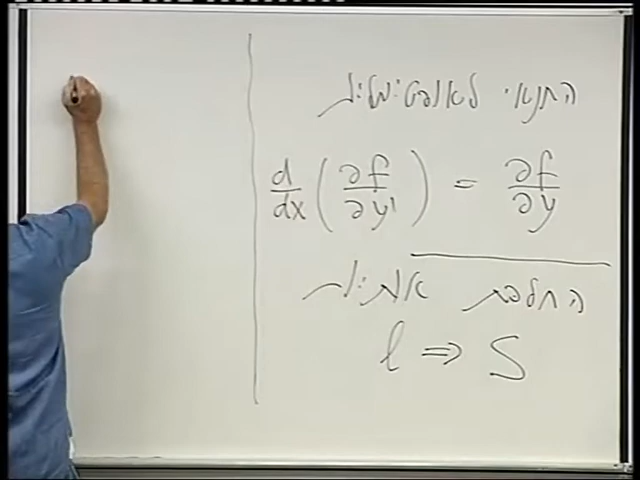 התנאי לאופטימליות
d/dx (∂f/∂y') = ∂f/∂y
החלפת אותיות
l ⇒ S